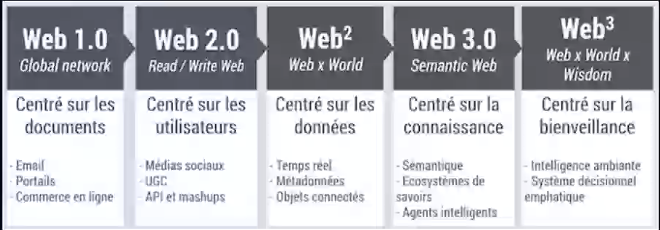 Web 1.0
Global network
Centré sur les
documents
- Email
- Portails
- Commerce en ligne
Web 2.0
Read / Write Web
Centré sur les
utilisateurs
- Médias sociaux
- UGC
- API et mashups
Web²
Web x World
Centré sur les
données
- Temps réel
- Métadonnées
- Objets connectés
Web 3.0
Semantic Web
Centré sur la
connaissance
- Sémantique
- Ecosystèmes de
savoirs
- Agents intelligents
Web³
Web x World x
Wisdom
Centré sur la
bienveillance
- Intelligence ambiante
- Système décisionnel
emphatique